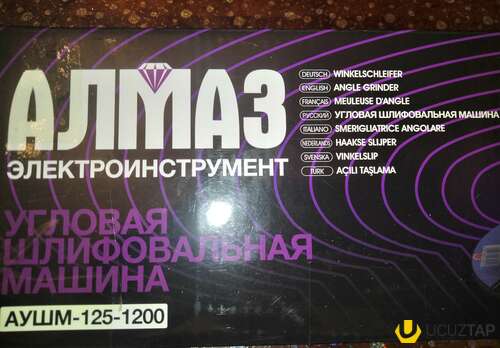 АЛМАЗ
ЭЛЕКТРОИНСТРУМЕНТ
DEUTSCH WINKELSCHLEIFER
ENGLISH ANGLE GRINDER
FRANÇAIS MEULEUSE D'ANGLE
РУССКИЙ УГЛОВАЯ ШЛИФОВАЛЬНАЯ МАШИНА
ITALIANO SMERIGLIATRICE ANGOLARE
NEDERLANDS HAAKSE SLIJPER
SVENSKA VINKELSLIP
TÜRK AÇILI TAŞLAMA
УГЛОВАЯ
ШЛИФОВАЛЬНАЯ
МАШИНА
АУШМ-125-1200
UCUZTAP